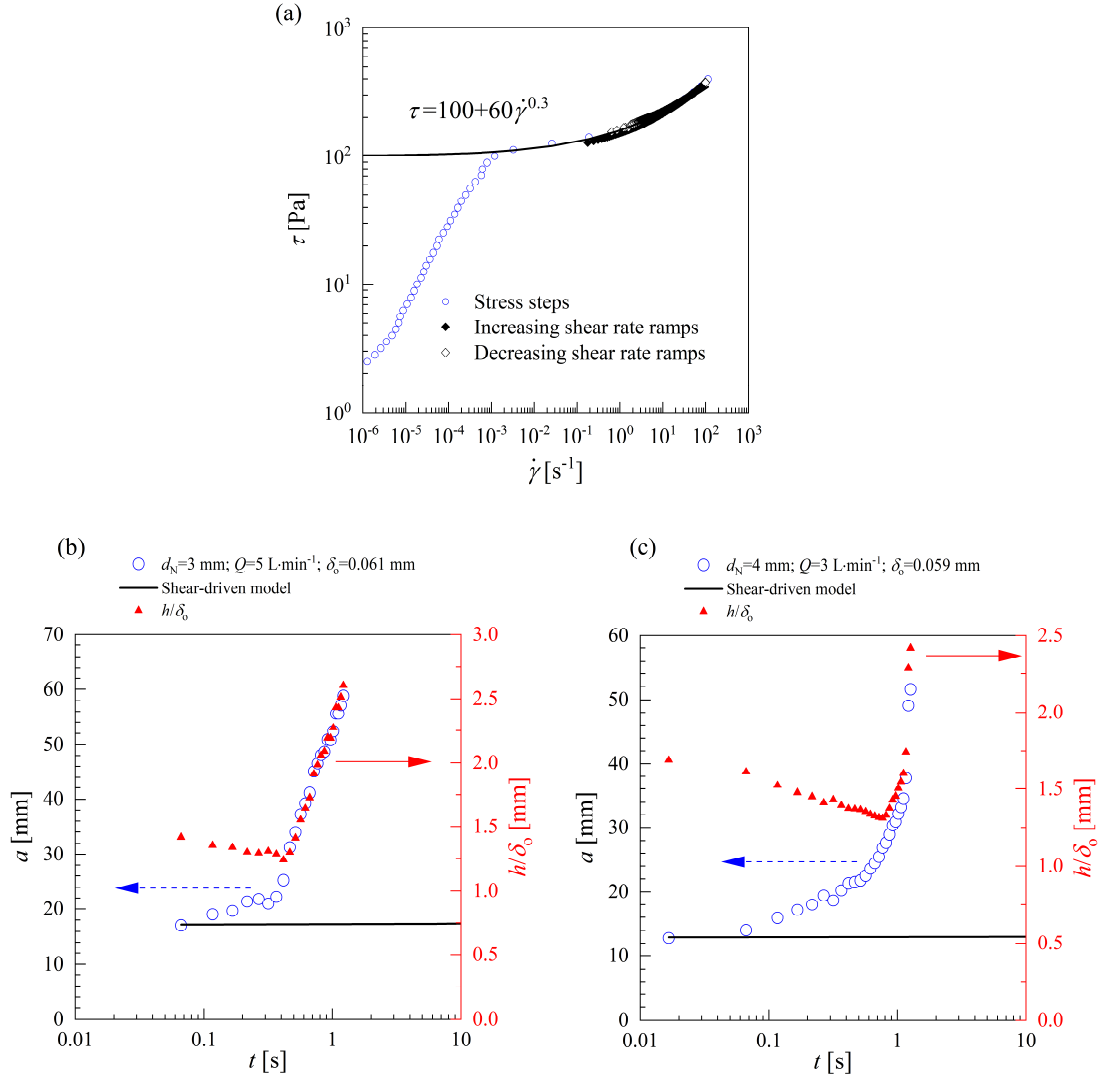 (a)
10³
10²
10¹
10⁰
τ [Pa]
τ=100+60γ̇^0.3
Stress steps
Increasing shear rate ramps
Decreasing shear rate ramps
10⁻⁶ 10⁻⁵ 10⁻⁴ 10⁻³ 10⁻² 10⁻¹ 10⁰ 10¹ 10² 10³
γ̇ [s⁻¹]
(b)
d_N=3 mm; Q=5 L·min⁻¹; δ_o=0.061 mm
Shear-driven model
h/δ_o
70
60
50
40
30
20
10
0
a [mm]
3.0
2.5
2.0
1.5
1.0
0.5
0.0
h/δ_o [mm]
0.01 0.1 1 10
t [s]
(c)
d_N=4 mm; Q=3 L·min⁻¹; δ_o=0.059 mm
Shear-driven model
h/δ_o
60
50
40
30
20
10
0
a [mm]
2.5
2.0
1.5
1.0
0.5
0.0
h/δ_o [mm]
0.01 0.1 1 10
t [s]